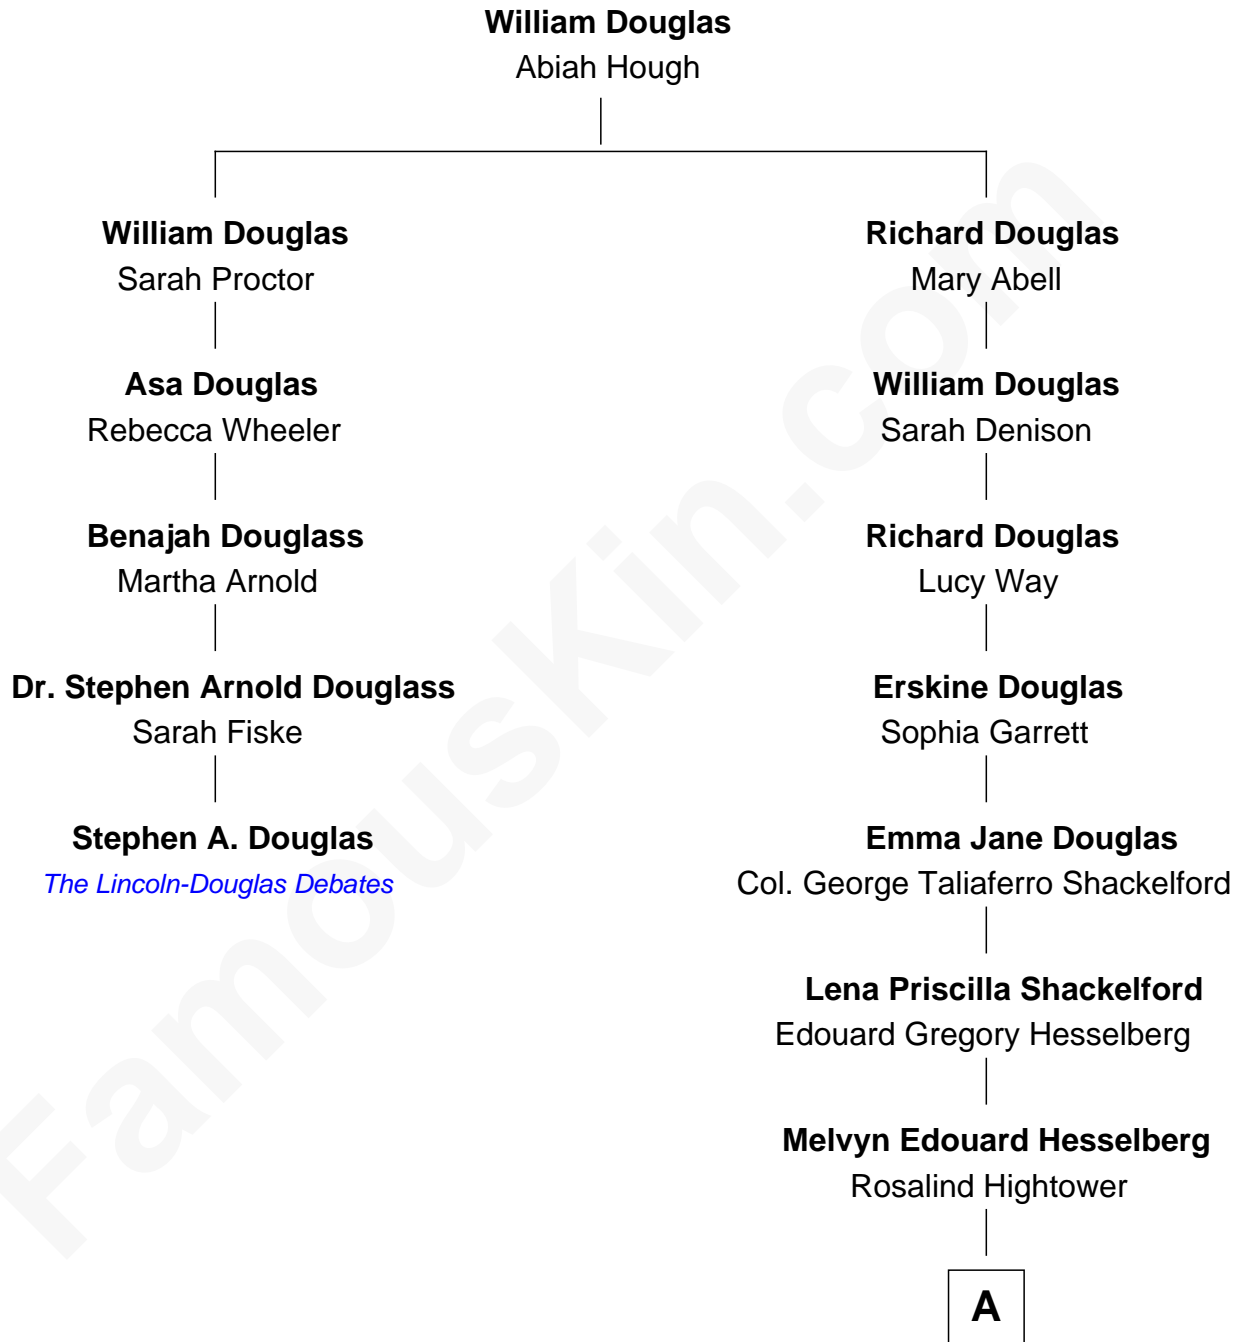 William Douglas
Abiah Hough
William Douglas
Sarah Proctor
Richard Douglas
Mary Abell
Asa Douglas
Rebecca Wheeler
William Douglas
Sarah Denison
Benajah Douglass
Martha Arnold
Richard Douglas
Lucy Way
Dr. Stephen Arnold Douglass
Sarah Fiske
Erskine Douglas
Sophia Garrett
Stephen A. Douglas
The Lincoln-Douglas Debates
Emma Jane Douglas
Col. George Taliaferro Shackelford
Lena Priscilla Shackelford
Edouard Gregory Hesselberg
Melvyn Edouard Hesselberg
Rosalind Hightower
A
FamousKin.com